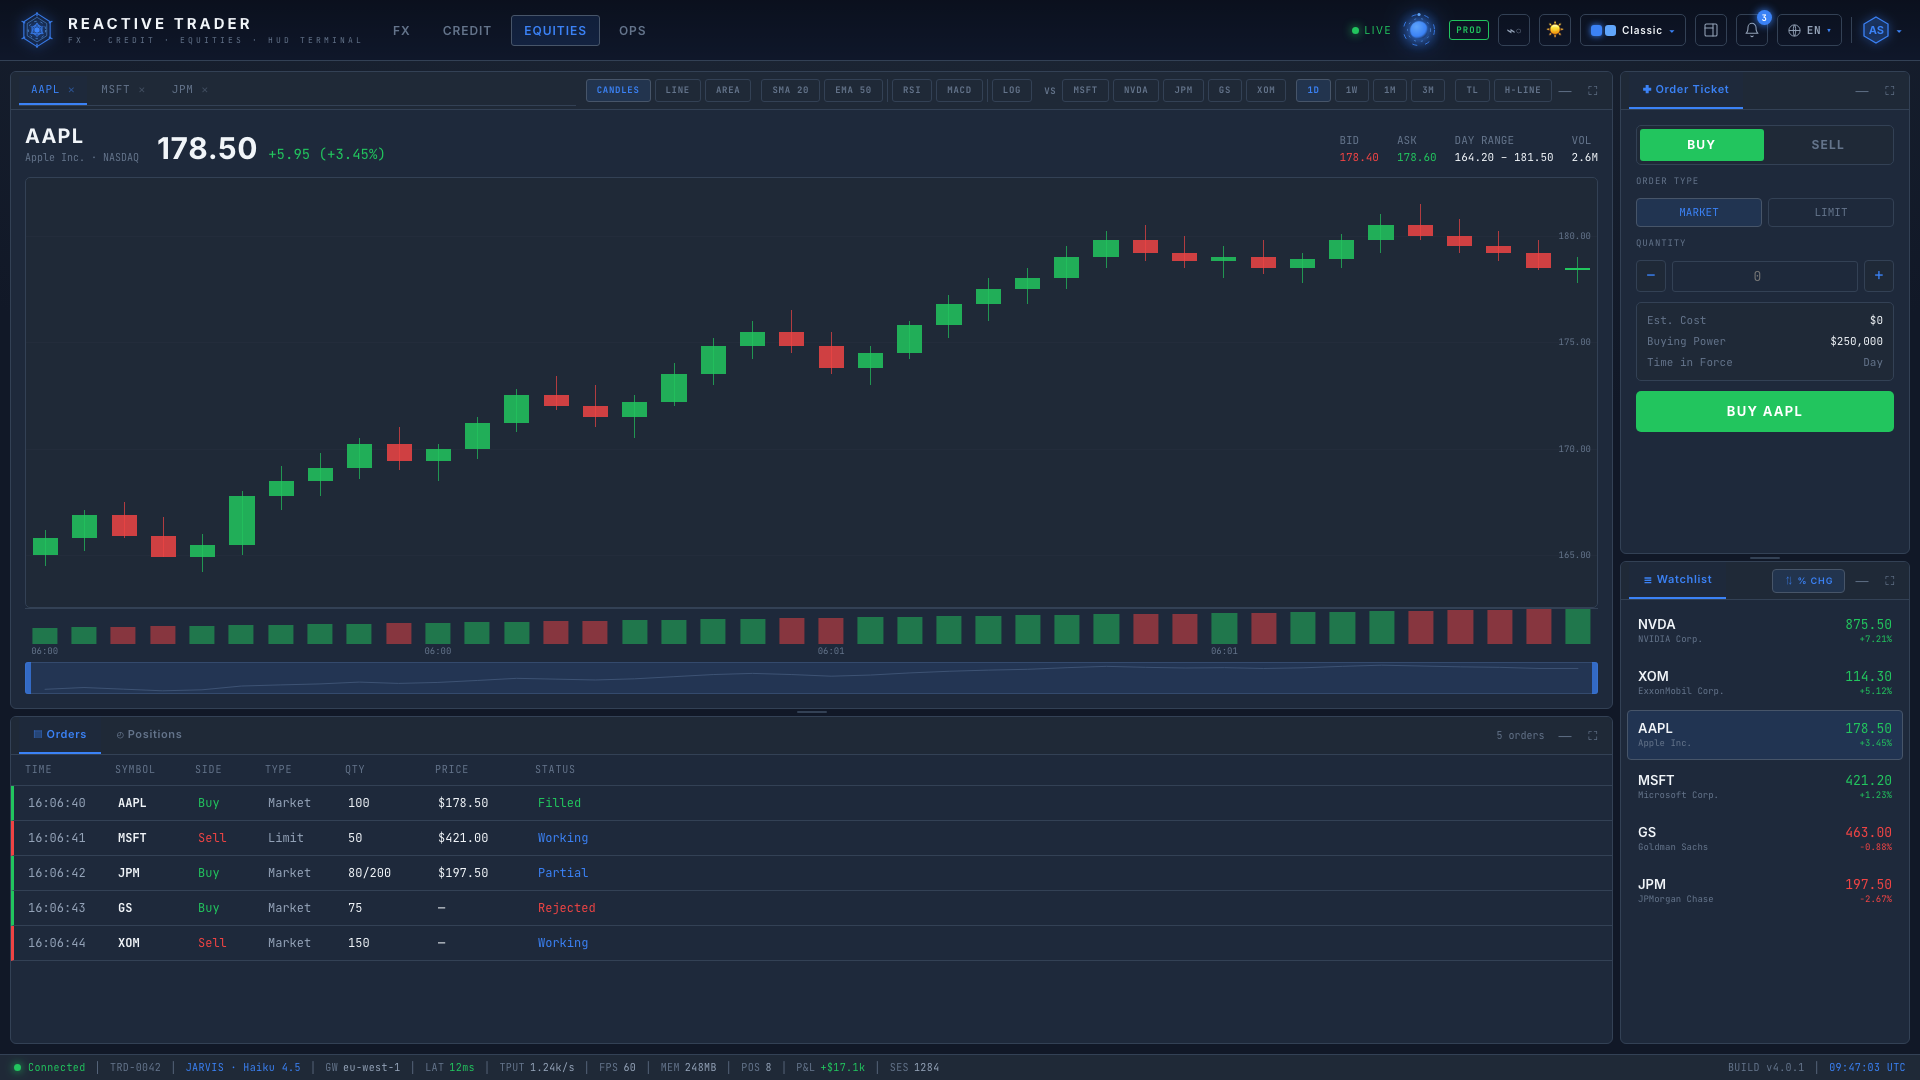 REACTIVE TRADER
FX · CREDIT · EQUITIES · HUD TERMINAL
FX CREDIT EQUITIES OPS
LIVE PROD Classic 3 EN AS
AAPL × MSFT × JPM ×
CANDLES LINE AREA SMA 20 EMA 50 RSI MACD LOG VS MSFT NVDA JPM GS XOM 1D 1W 1M 3M TL H-LINE
AAPL
Apple Inc. · NASDAQ
178.50 +5.95 (+3.45%)
BID ASK DAY RANGE VOL
178.40 178.60 164.20 – 181.50 2.6M
180.00
175.00
170.00
165.00
06:00 06:00 06:01 06:01
Orders Positions 5 orders
TIME SYMBOL SIDE TYPE QTY PRICE STATUS
16:06:40 AAPL Buy Market 100 $178.50 Filled
16:06:41 MSFT Sell Limit 50 $421.00 Working
16:06:42 JPM Buy Market 80/200 $197.50 Partial
16:06:43 GS Buy Market 75 — Rejected
16:06:44 XOM Sell Market 150 — Working
Order Ticket
BUY SELL
ORDER TYPE
MARKET LIMIT
QUANTITY
− 0 +
Est. Cost $0
Buying Power $250,000
Time in Force Day
BUY AAPL
Watchlist % CHG
NVDA 875.50
NVIDIA Corp. +7.21%
XOM 114.30
ExxonMobil Corp. +5.12%
AAPL 178.50
Apple Inc. +3.45%
MSFT 421.20
Microsoft Corp. +1.23%
GS 463.00
Goldman Sachs -0.88%
JPM 197.50
JPMorgan Chase -2.67%
Connected TRD-0042 JARVIS · Haiku 4.5 GW eu-west-1 LAT 12ms TPUT 1.24k/s FPS 60 MEM 248MB POS 8 P&L +$17.1k SES 1284 BUILD v4.0.1 09:47:03 UTC